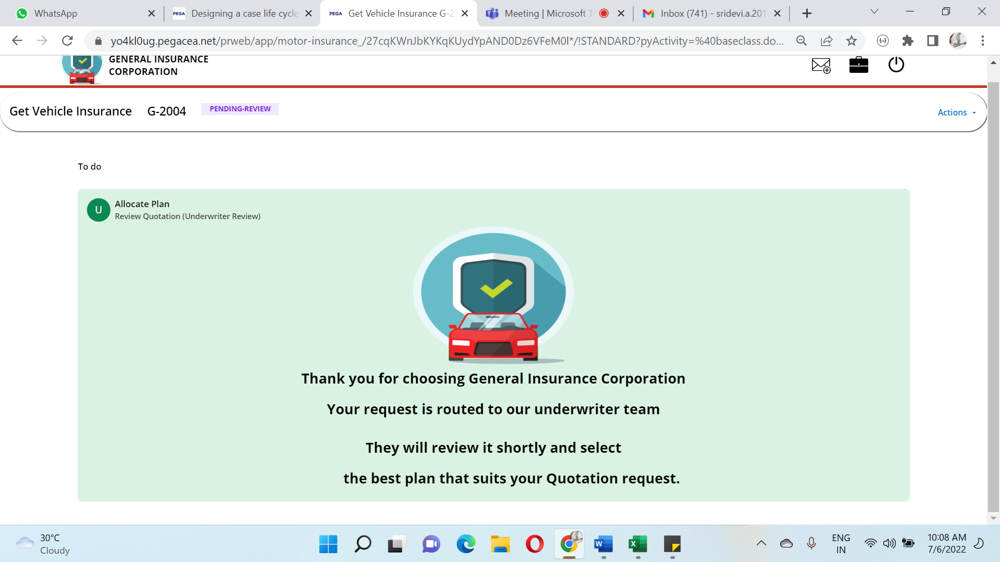 WhatsApp
PEGA Designing a case life cycle
PEGA Get Vehicle Insurance G-2
Meeting | Microsoft T
Inbox (741) - sridevi.a.201
yo4kl0ug.pegacea.net/prweb/app/motor-insurance_/27cqKWnJbKYKqKUydYpAND0Dz6VFeM0l*/!STANDARD?pyActivity=%40baseclass.do...
GENERAL INSURANCE
CORPORATION
Get Vehicle Insurance G-2004 PENDING-REVIEW
Actions
To do
U
Allocate Plan
Review Quotation (Underwriter Review)
Thank you for choosing General Insurance Corporation
Your request is routed to our underwriter team
They will review it shortly and select
the best plan that suits your Quotation request.
30°C
Cloudy
W
X
ENG
IN
10:08 AM
7/6/2022